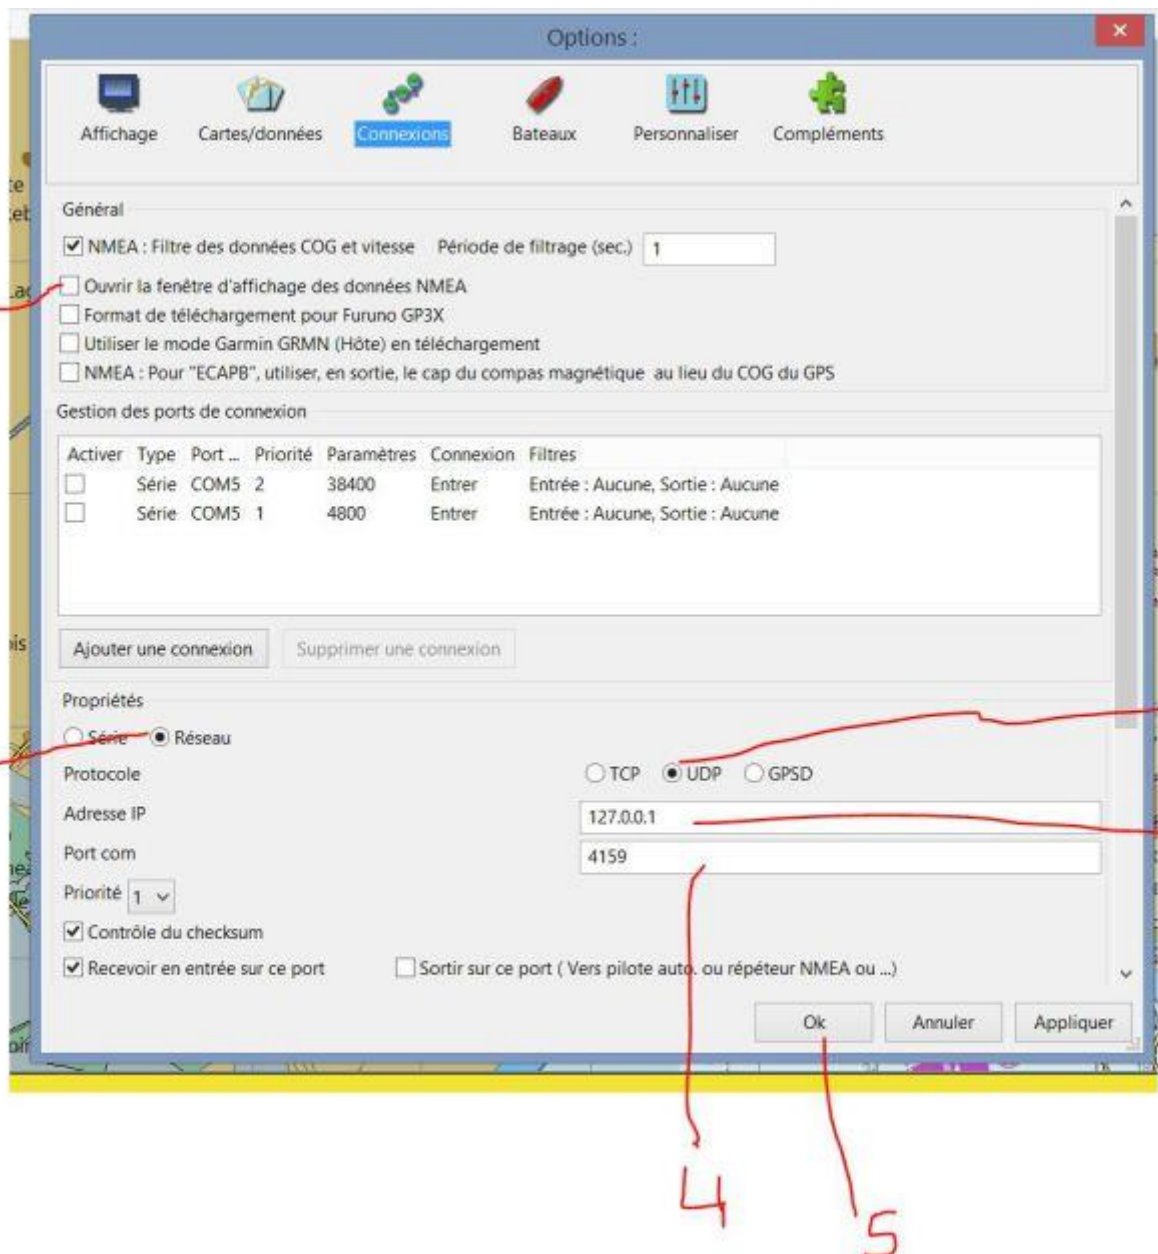 Options :
Affichage Cartes/données Connexions Bateaux Personnaliser Compléments
Général
NMEA : Filtre des données COG et vitesse Période de filtrage (sec.) 1
Ouvrir la fenêtre d'affichage des données NMEA
Format de téléchargement pour Furuno GP3X
Utiliser le mode Garmin GRMN (Hôte) en téléchargement
NMEA : Pour "ECAPB", utiliser, en sortie, le cap du compas magnétique au lieu du COG du GPS
Gestion des ports de connexion
Activer Type Port ... Priorité Paramètres Connexion Filtres
Série COM5 2 38400 Entrer Entrée : Aucune, Sortie : Aucune
Série COM5 1 4800 Entrer Entrée : Aucune, Sortie : Aucune
Ajouter une connexion Supprimer une connexion
Propriétés
Série Réseau
Protocole TCP UDP GPSD
Adresse IP 127.0.0.1
Port com 4159
Priorité 1
Contrôle du checksum
Recevoir en entrée sur ce port Sortir sur ce port ( Vers pilote auto. ou répéteur NMEA ou ...)
Ok Annuler Appliquer
4
5